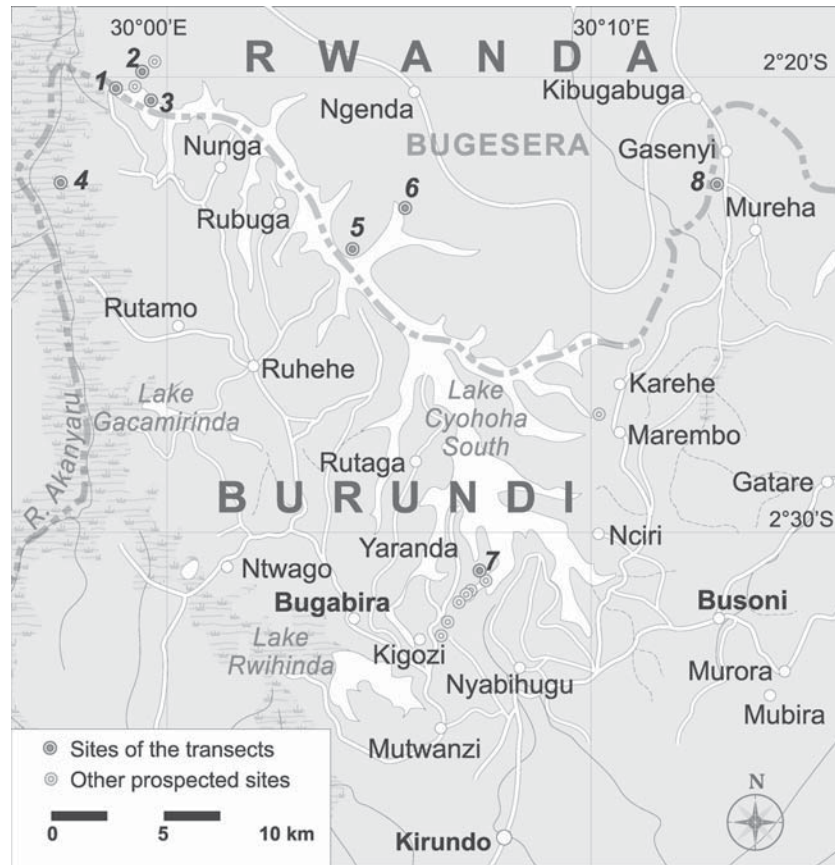 30°00'E
30°10'E
2°20'S
R W A N D A
2
1
3
Ngenda
Kibugabuga
BUGESERA
Nunga
Gasenyi
4
8
Rubuga
6
Mureha
5
Rutamo
Ruhehe
Lake
Gacamirinda
Lake
Cyohoha
South
Karehe
Marembo
R. Akanyaru
Rutaga
Gatare
B U R U N D I
2°30'S
Yaranda
Nciri
7
Ntwago
Bugabira
Busoni
Lake
Rwihinda
Kigozi
Nyabihugu
Murora
Mubira
Mutwanzi
Sites of the transects
Other prospected sites
0 5 10 km
N
Kirundo